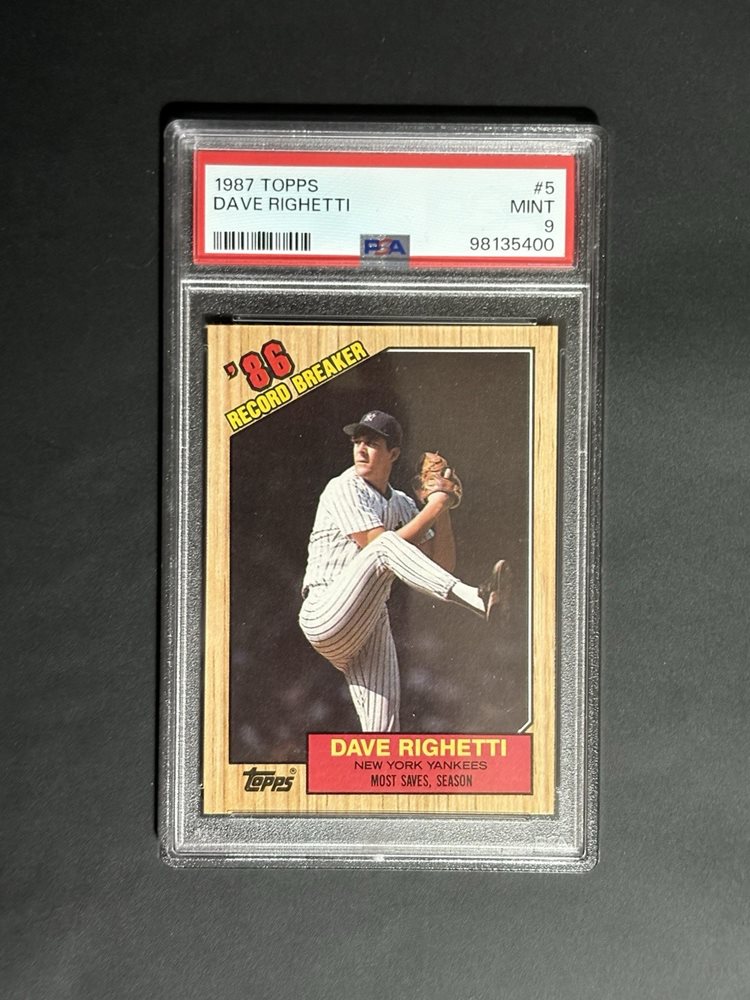 1987 TOPPS #5
DAVE RIGHETTI MINT
9
PSA 98135400
'86
RECORD BREAKER
NY
DAVE RIGHETTI
NEW YORK YANKEES
topps® MOST SAVES, SEASON